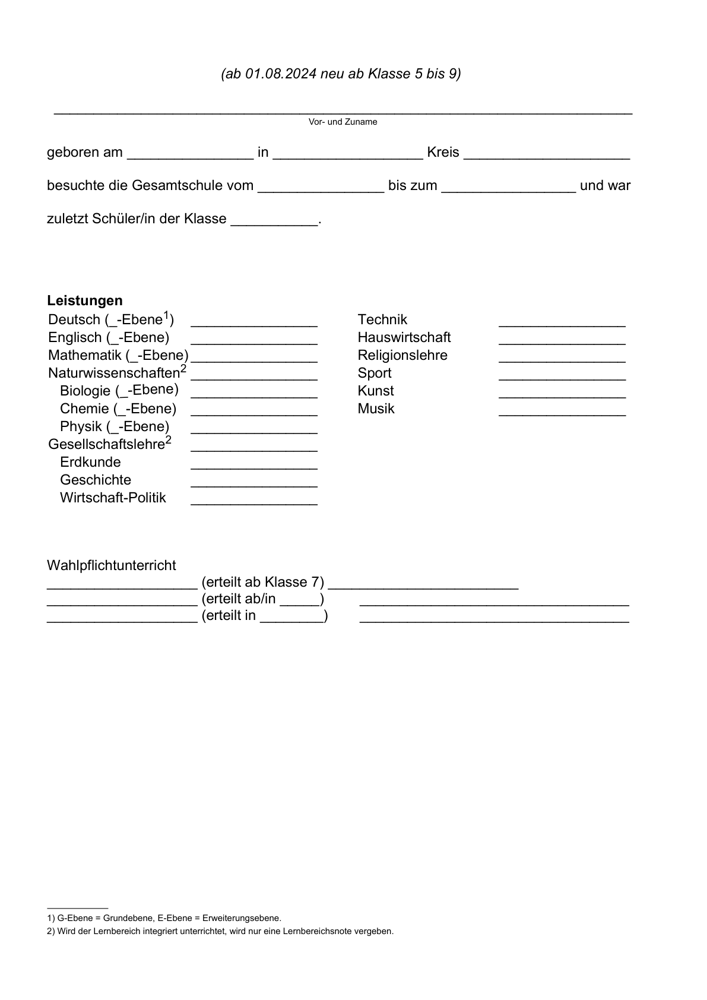 (ab 01.08.2024 neu ab Klasse 5 bis 9)
Vor- und Zuname
geboren am ________________ in ___________________ Kreis _____________________
besuchte die Gesamtschule vom ________________ bis zum _________________ und war
zuletzt Schüler/in der Klasse ___________.
Leistungen
Deutsch (_-Ebene1) ________________
Englisch (_-Ebene) ________________
Mathematik (_-Ebene) ________________
Naturwissenschaften2 ________________
Biologie (_-Ebene) ________________
Chemie (_-Ebene) ________________
Physik (_-Ebene) ________________
Gesellschaftslehre2 ________________
Erdkunde ________________
Geschichte ________________
Wirtschaft-Politik ________________
Technik ________________
Hauswirtschaft ________________
Religionslehre ________________
Sport ________________
Kunst ________________
Musik ________________
Wahlpflichtunterricht
___________________ (erteilt ab Klasse 7) ________________________
___________________ (erteilt ab/in _____) __________________________________
___________________ (erteilt in ________) __________________________________
1) G-Ebene = Grundebene, E-Ebene = Erweiterungsebene.
2) Wird der Lernbereich integriert unterrichtet, wird nur eine Lernbereichsnote vergeben.